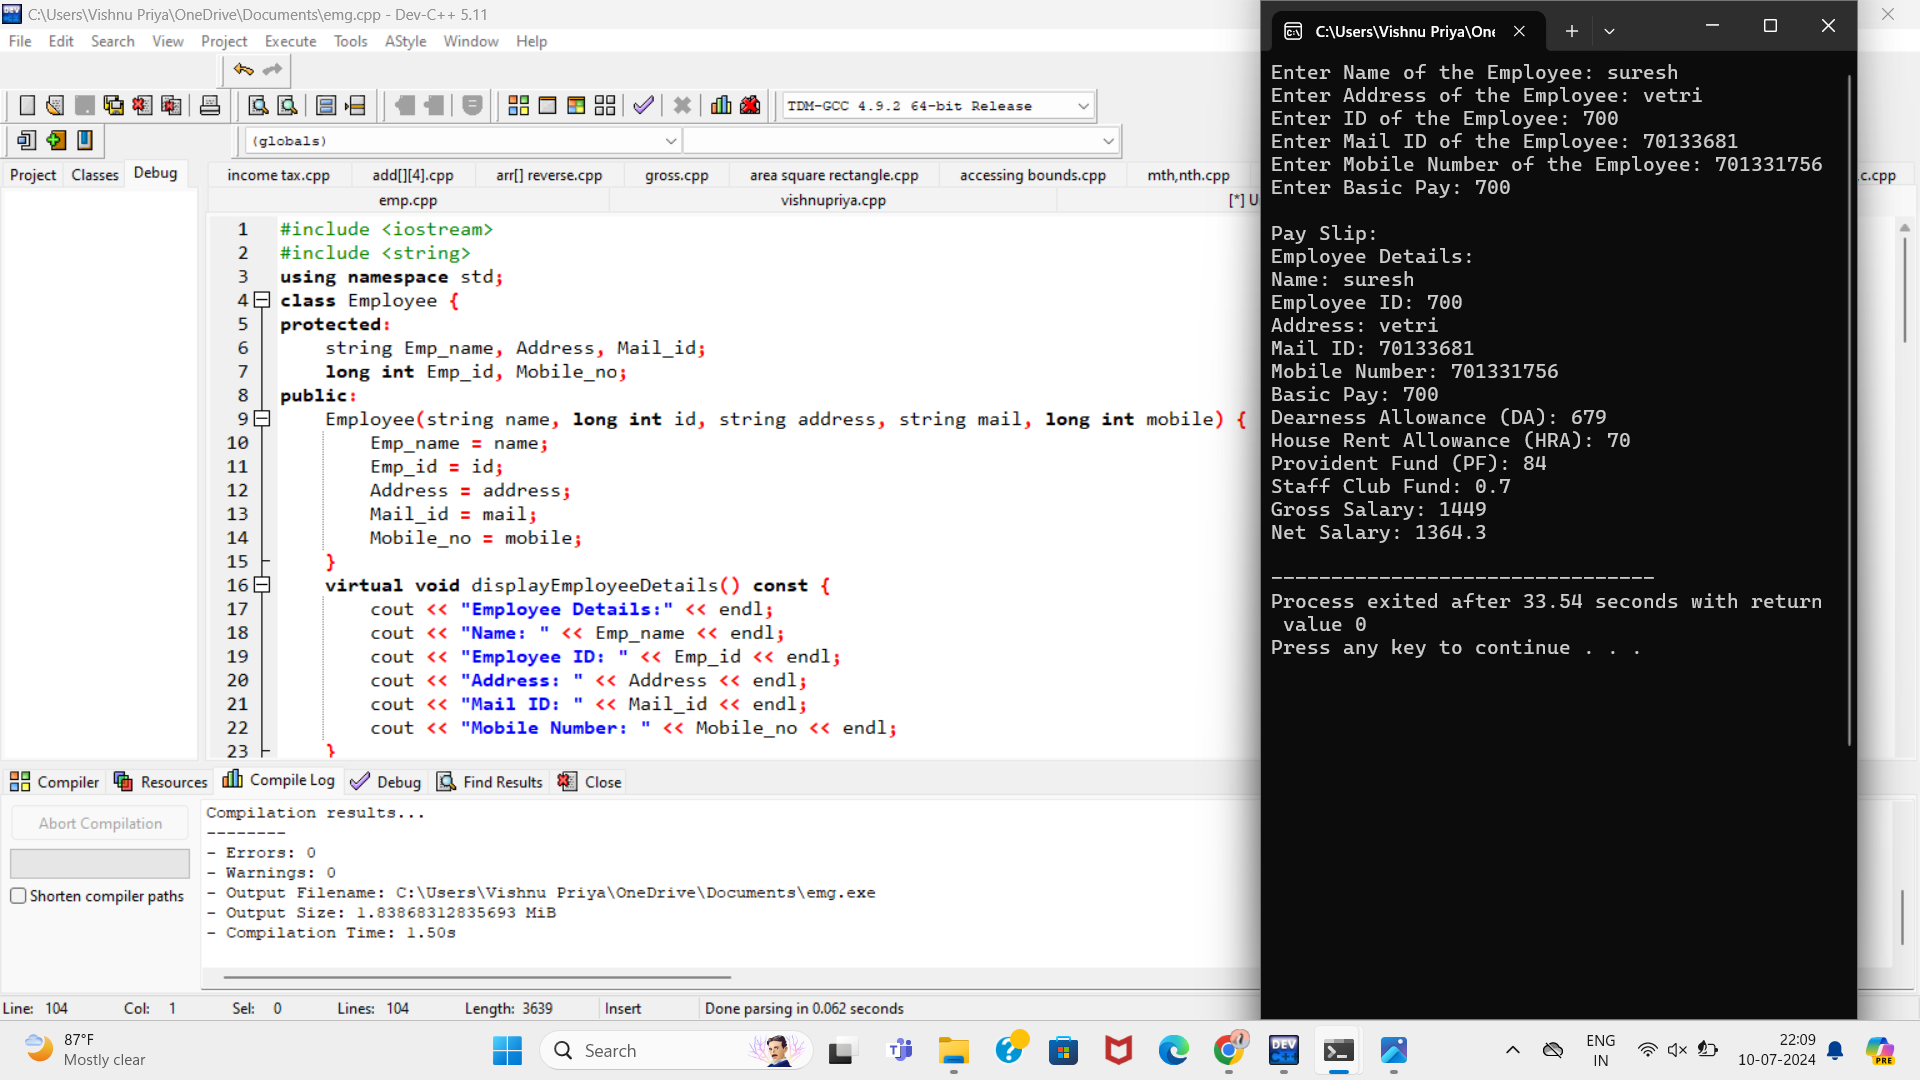 C:\Users\Vishnu Priya\OneDrive\Documents\emg.cpp - Dev-C++ 5.11
File Edit Search View Project Execute Tools AStyle Window Help
TDM-GCC 4.9.2 64-bit Release
(globals)
Project Classes Debug
income tax.cpp add[][4].cpp arr[] reverse.cpp gross.cpp area square rectangle.cpp accessing bounds.cpp mth,nth.cpp .c.cpp
emp.cpp vishnupriya.cpp [*] U
1 #include <iostream>
2 #include <string>
3 using namespace std;
4 class Employee {
5 protected:
6 string Emp_name, Address, Mail_id;
7 long int Emp_id, Mobile_no;
8 public:
9 Employee(string name, long int id, string address, string mail, long int mobile) {
10 Emp_name = name;
11 Emp_id = id;
12 Address = address;
13 Mail_id = mail;
14 Mobile_no = mobile;
15 }
16 virtual void displayEmployeeDetails() const {
17 cout << "Employee Details:" << endl;
18 cout << "Name: " << Emp_name << endl;
19 cout << "Employee ID: " << Emp_id << endl;
20 cout << "Address: " << Address << endl;
21 cout << "Mail ID: " << Mail_id << endl;
22 cout << "Mobile Number: " << Mobile_no << endl;
23 }
Compiler Resources Compile Log Debug Find Results Close
Abort Compilation
Shorten compiler paths
Compilation results...
--------
- Errors: 0
- Warnings: 0
- Output Filename: C:\Users\Vishnu Priya\OneDrive\Documents\emg.exe
- Output Size: 1.83868312835693 MiB
- Compilation Time: 1.50s
Line: 104 Col: 1 Sel: 0 Lines: 104 Length: 3639 Insert Done parsing in 0.062 seconds
C:\Users\Vishnu Priya\One
Enter Name of the Employee: suresh
Enter Address of the Employee: vetri
Enter ID of the Employee: 700
Enter Mail ID of the Employee: 70133681
Enter Mobile Number of the Employee: 701331756
Enter Basic Pay: 700
Pay Slip:
Employee Details:
Name: suresh
Employee ID: 700
Address: vetri
Mail ID: 70133681
Mobile Number: 701331756
Basic Pay: 700
Dearness Allowance (DA): 679
House Rent Allowance (HRA): 70
Provident Fund (PF): 84
Staff Club Fund: 0.7
Gross Salary: 1449
Net Salary: 1364.3
--------------------------------
Process exited after 33.54 seconds with return
value 0
Press any key to continue . . .
87°F
Mostly clear
Search
DEV
ENG
IN
22:09
10-07-2024
PRE